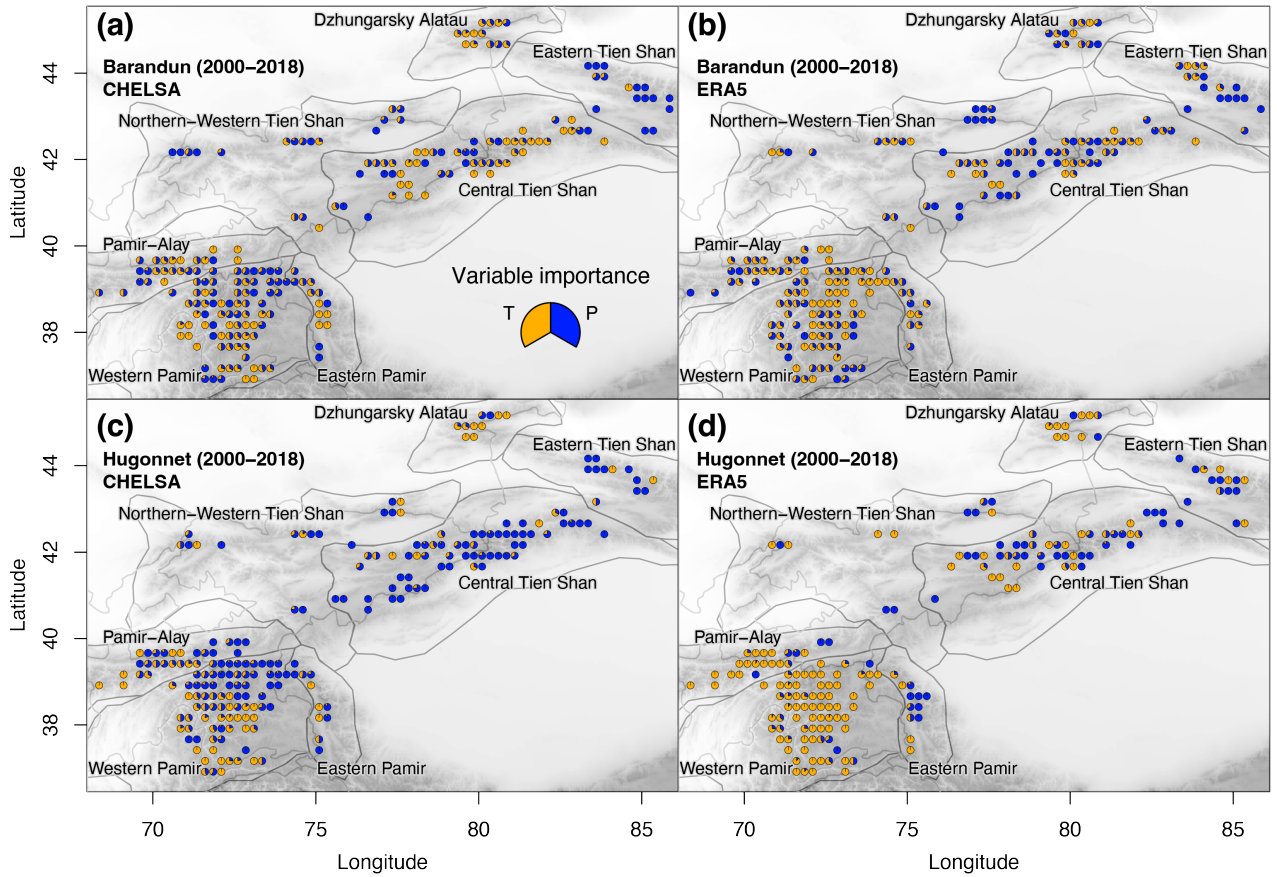 (a)
Barandun (2000−2018)
CHELSA
Dzhungarsky Alatau
Eastern Tien Shan
Northern−Western Tien Shan
Central Tien Shan
Pamir−Alay
Western Pamir
Eastern Pamir
Variable importance
T
P
(b)
Barandun (2000−2018)
ERA5
Dzhungarsky Alatau
Eastern Tien Shan
Northern−Western Tien Shan
Central Tien Shan
Pamir−Alay
Western Pamir
Eastern Pamir
44
42
40
38
Latitude
(c)
Hugonnet (2000−2018)
CHELSA
Dzhungarsky Alatau
Eastern Tien Shan
Northern−Western Tien Shan
Central Tien Shan
Pamir−Alay
Western Pamir
Eastern Pamir
(d)
Hugonnet (2000−2018)
ERA5
Dzhungarsky Alatau
Eastern Tien Shan
Northern−Western Tien Shan
Central Tien Shan
Pamir−Alay
Western Pamir
Eastern Pamir
44
42
40
38
Latitude
70
75
80
85
Longitude
70
75
80
85
Longitude